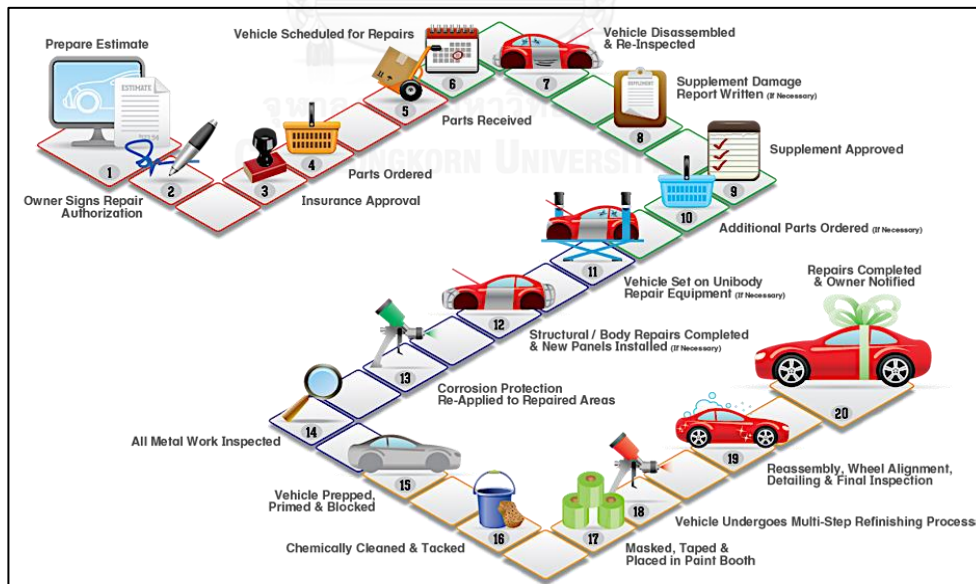 Prepare Estimate
ESTIMATE
1
2
Owner Signs Repair
Authorization
3
Insurance Approval
4
Parts Ordered
5
Parts Received
Vehicle Scheduled for Repairs
6
Vehicle Disassembled
& Re-Inspected
7
SUPPLEMENT
Supplement Damage
Report Written (If Necessary)
8
Supplement Approved
9
10
Additional Parts Ordered (If Necessary)
11
Vehicle Set on Unibody
Repair Equipment (If Necessary)
12
Structural / Body Repairs Completed
& New Panels Installed (If Necessary)
13
Corrosion Protection
Re-Applied to Repaired Areas
14
All Metal Work Inspected
15
Vehicle Prepped,
Primed & Blocked
16
Chemically Cleaned & Tacked
17
Masked, Taped &
Placed in Paint Booth
18
Vehicle Undergoes Multi-Step Refinishing Process
19
Reassembly, Wheel Alignment,
Detailing & Final Inspection
Repairs Completed
& Owner Notified
20
UNIVERSI